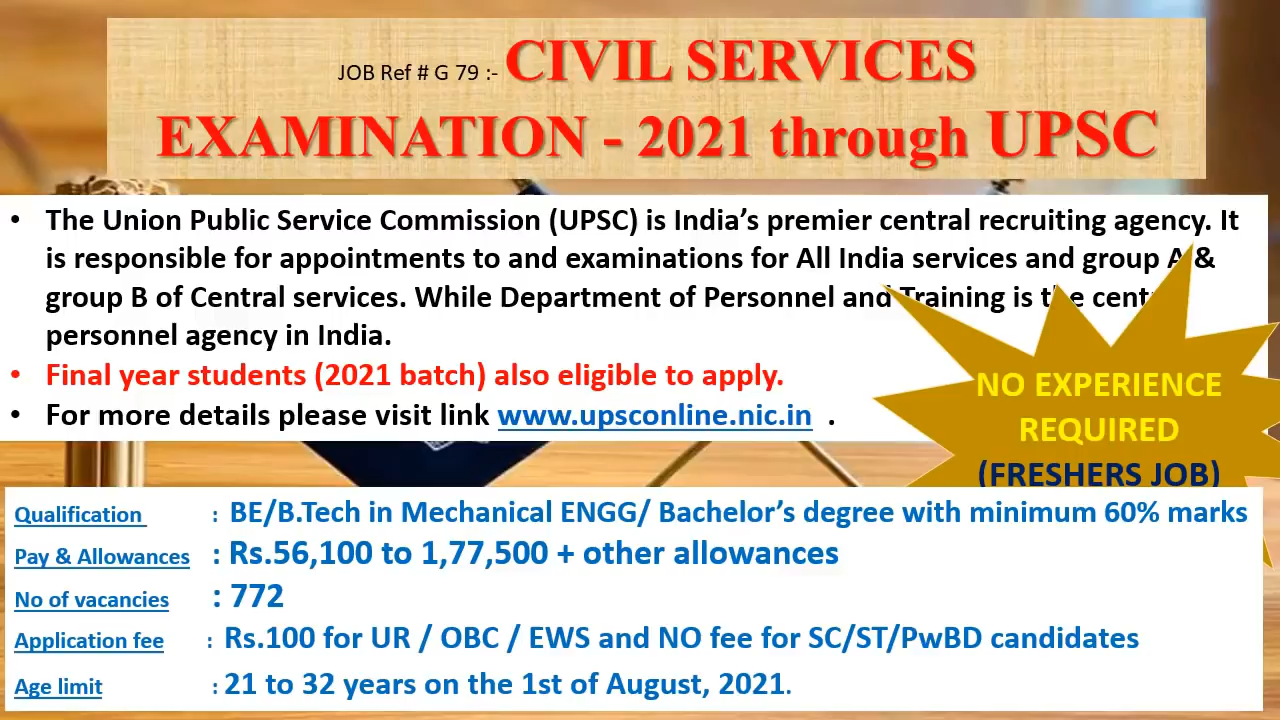 JOB Ref # G 79 :- CIVIL SERVICES
EXAMINATION - 2021 through UPSC
• The Union Public Service Commission (UPSC) is India’s premier central recruiting agency. It
is responsible for appointments to and examinations for All India services and group A &
group B of Central services. While Department of Personnel and Training is the
personnel agency in India.
• Final year students (2021 batch) also eligible to apply.
• For more details please visit link www.upsconline.nic.in .
NO EXPERIENCE
REQUIRED
(FRESHERS JOB)
Qualification : BE/B.Tech in Mechanical ENGG/ Bachelor’s degree with minimum 60% marks
Pay & Allowances : Rs.56,100 to 1,77,500 + other allowances
No of vacancies : 772
Application fee : Rs.100 for UR / OBC / EWS and NO fee for SC/ST/PwBD candidates
Age limit : 21 to 32 years on the 1st of August, 2021.